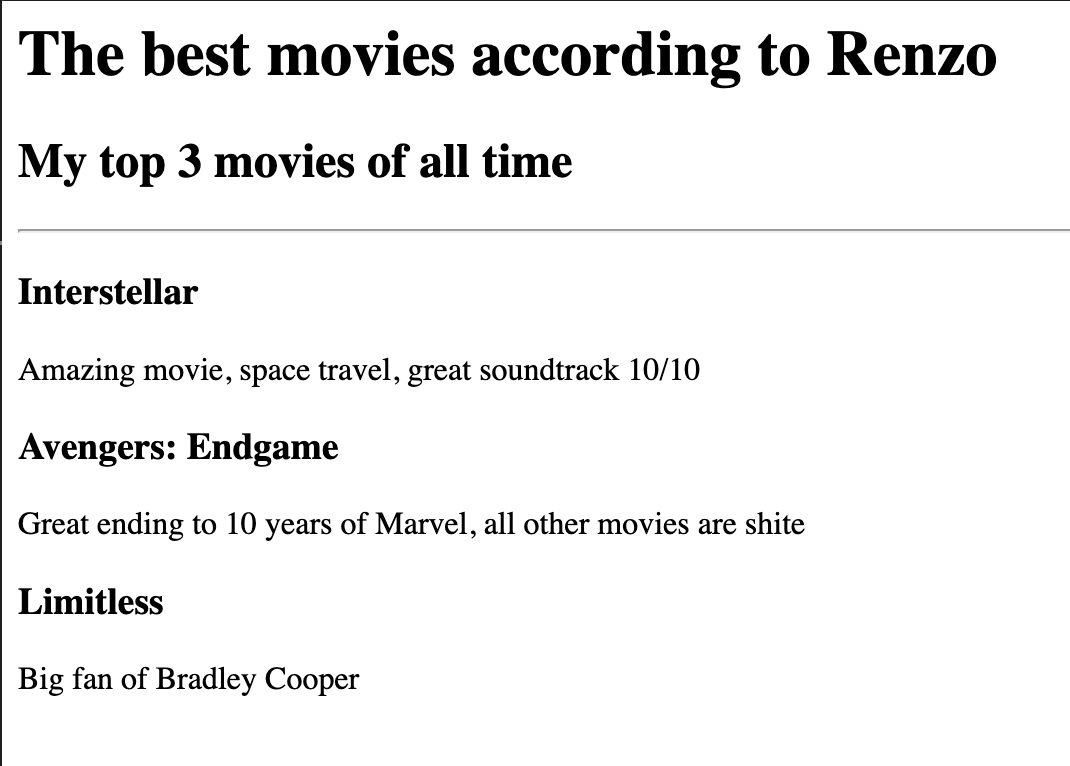 The best movies according to Renzo
My top 3 movies of all time
Interstellar
Amazing movie, space travel, great soundtrack 10/10
Avengers: Endgame
Great ending to 10 years of Marvel, all other movies are shite
Limitless
Big fan of Bradley Cooper